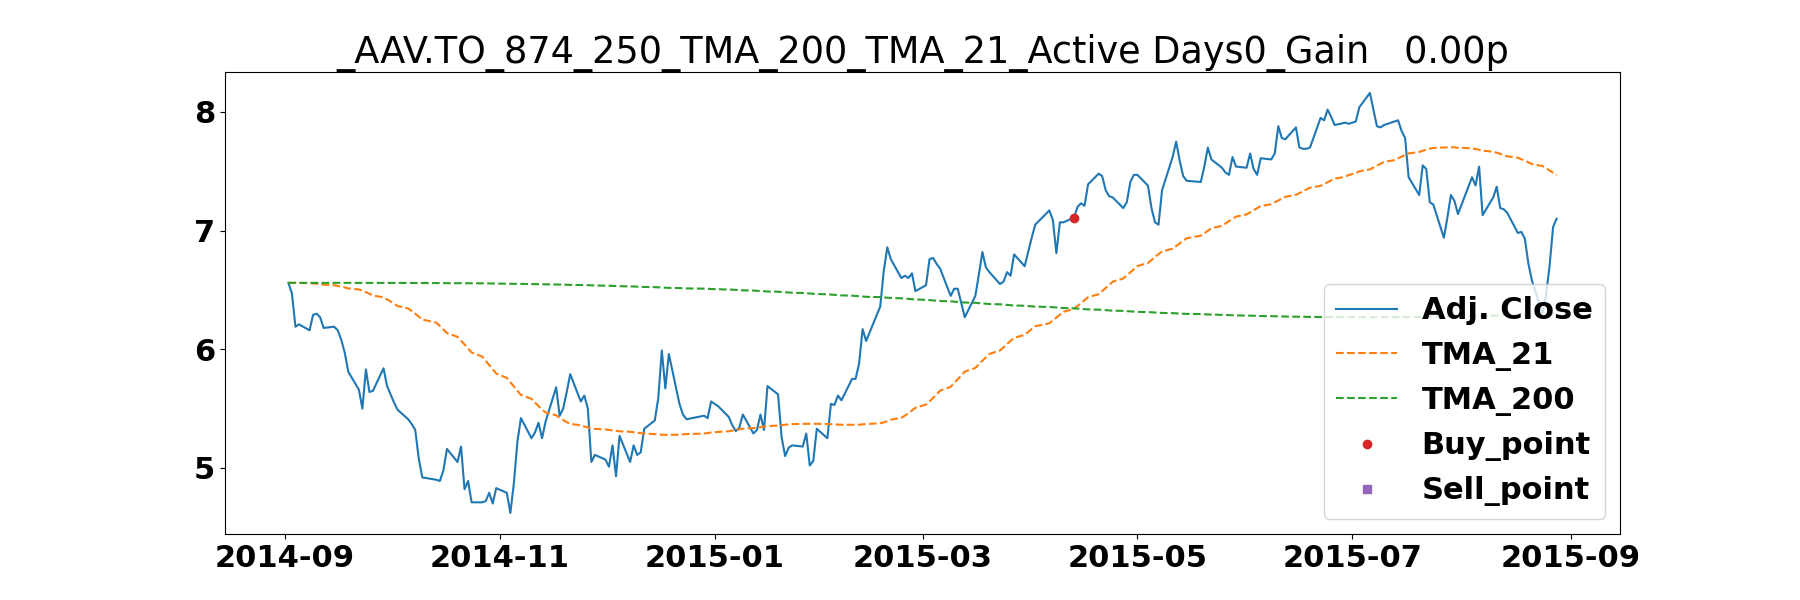 _AAV.TO_874_250_TMA_200_TMA_21_Active Days0_Gain   0.00p
8
7
6
5
Adj. Close
TMA_21
TMA_200
Buy_point
Sell_point
2014-09 2014-11 2015-01 2015-03 2015-05 2015-07 2015-09